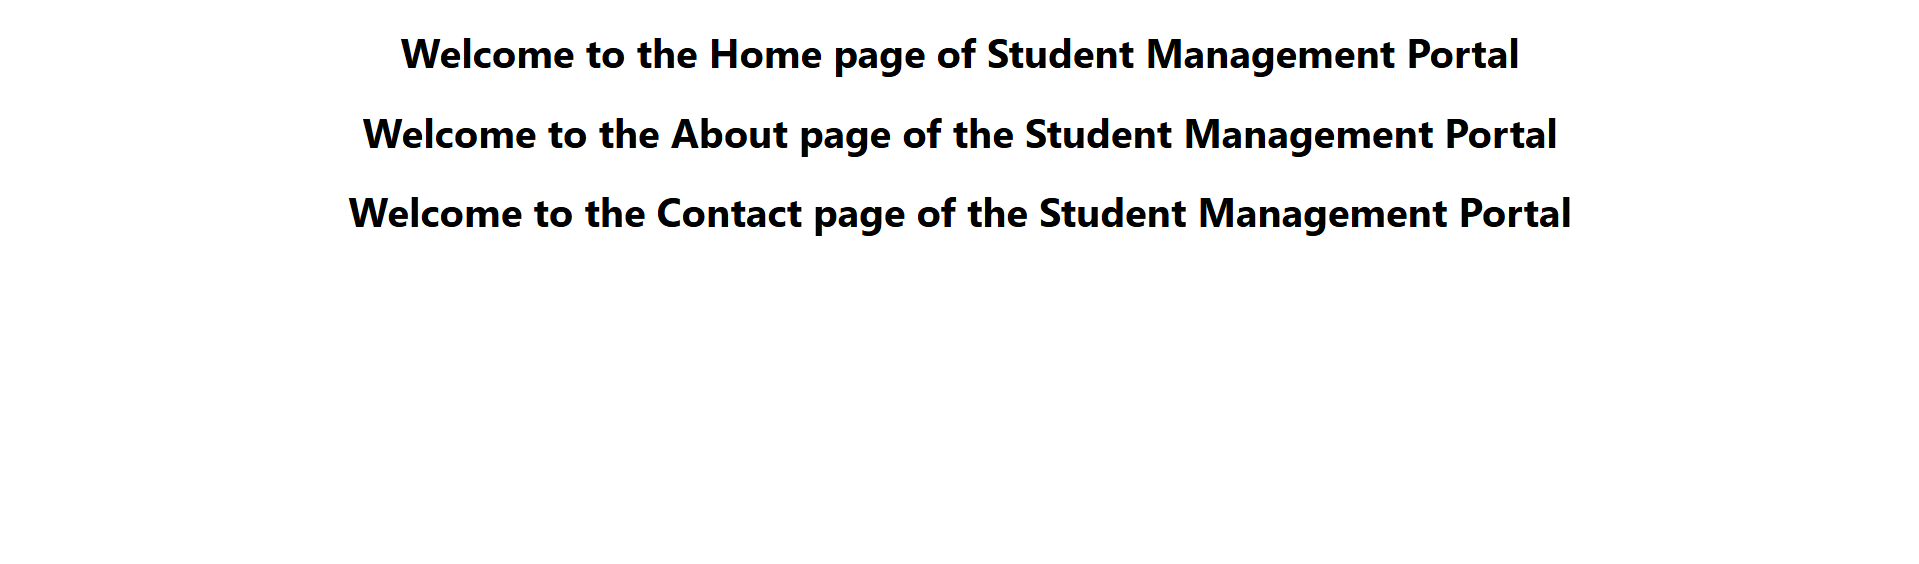 Welcome to the Home page of Student Management Portal
Welcome to the About page of the Student Management Portal
Welcome to the Contact page of the Student Management Portal